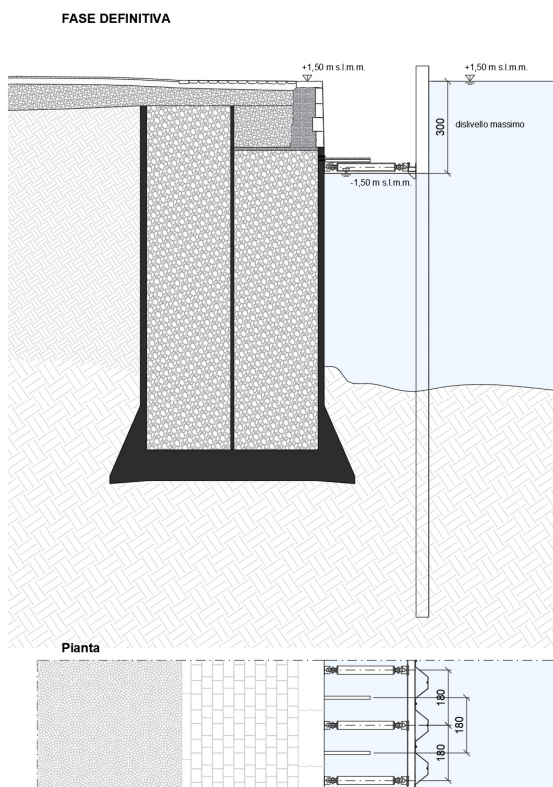 FASE DEFINITIVA
+1,50 m s.l.m.m.
+1,50 m s.l.m.m.
300
dislivello massimo
-1,50 m s.l.m.m.
Pianta
180
180
180